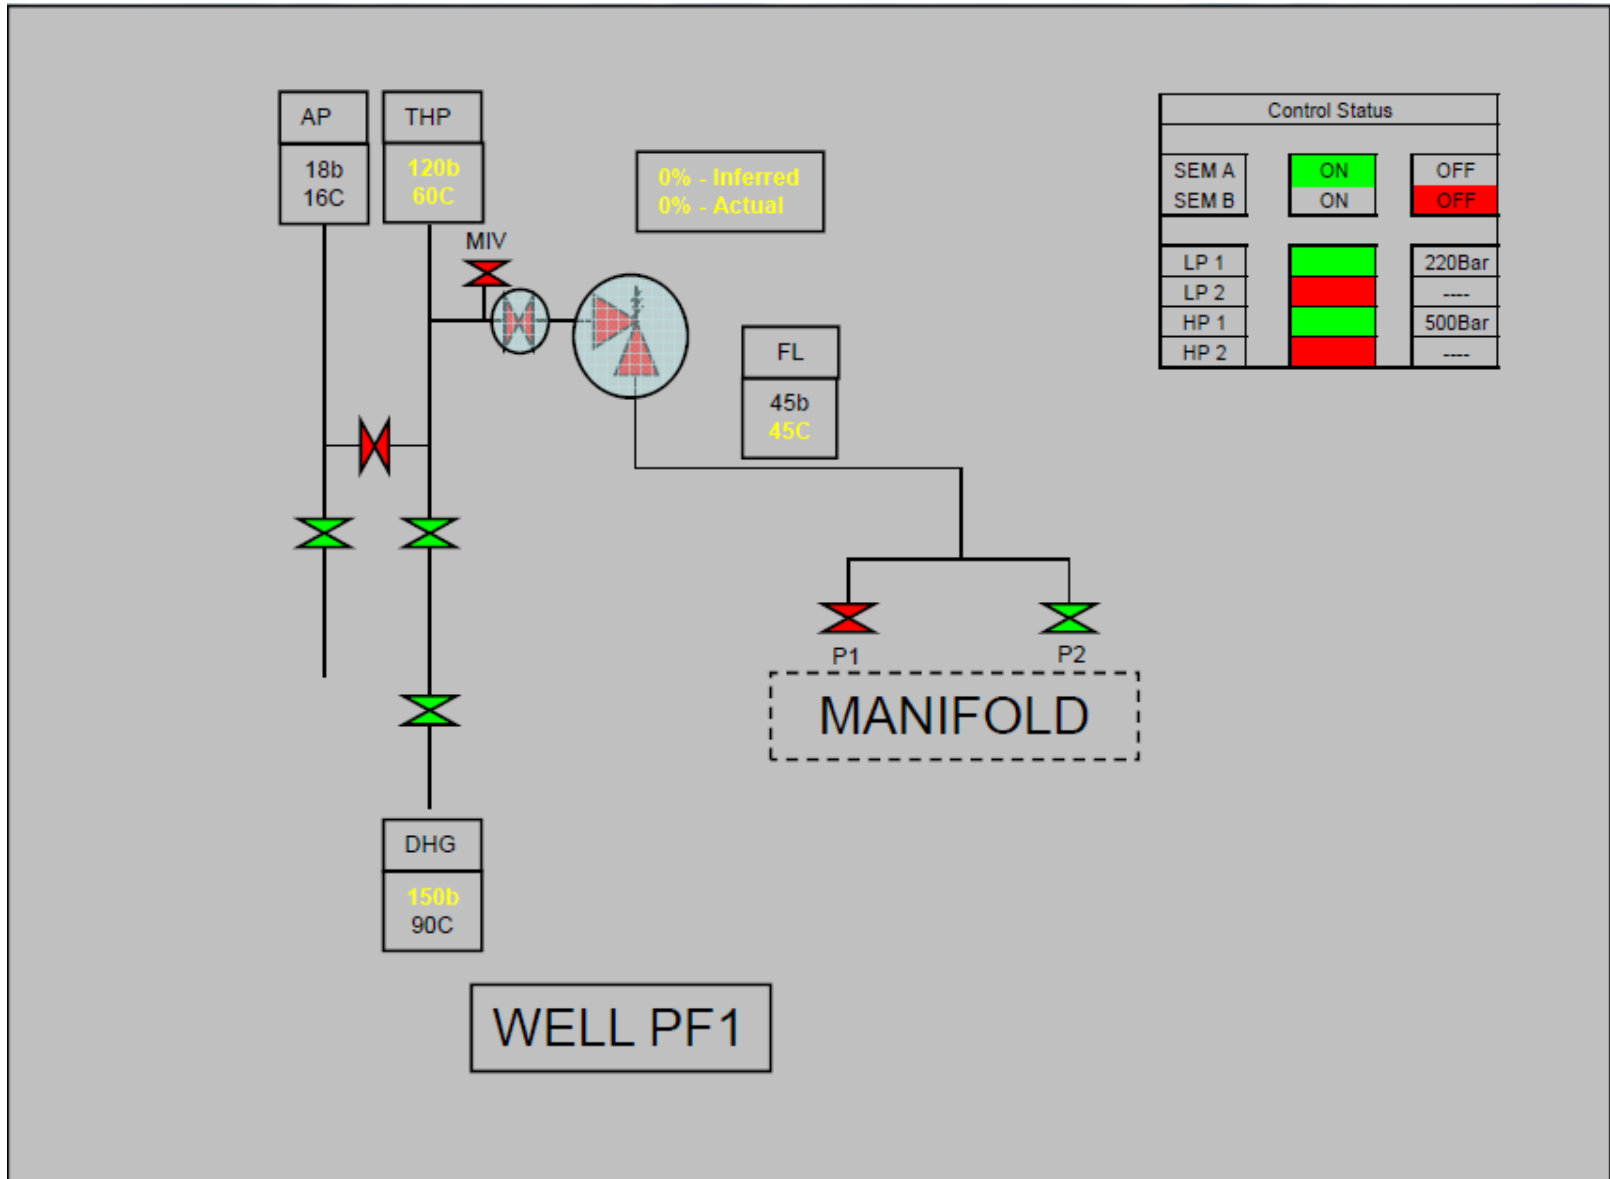 AP
THP
18b
16C
120b
60C
0% - Inferred
0% - Actual
MIV
FL
45b
45C
P1
P2
MANIFOLD
DHG
150b
90C
WELL PF1
Control Status
SEM A ON OFF
SEM B ON OFF
LP 1 220Bar
LP 2 ----
HP 1 500Bar
HP 2 ----